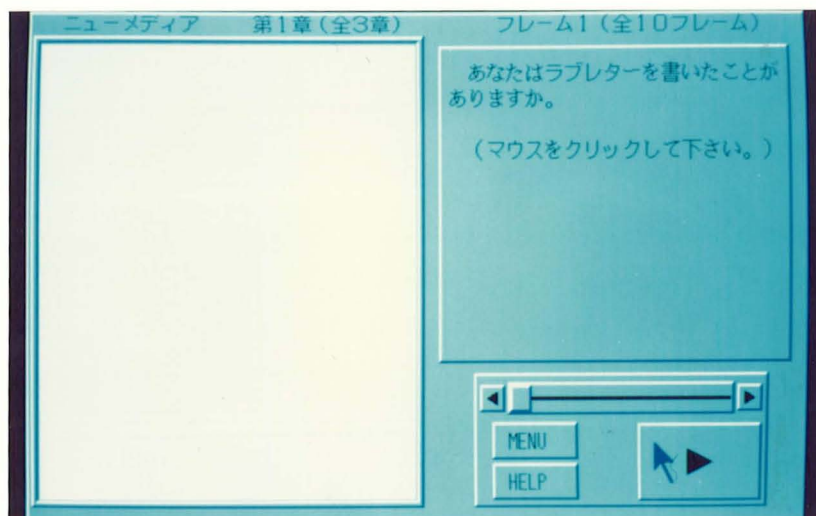 ニューメディア 第1章(全3章) フレーム1(全10フレーム)
あなたはラブレターを書いたことが
ありますか。
(マウスをクリックして下さい。)
MENU
HELP